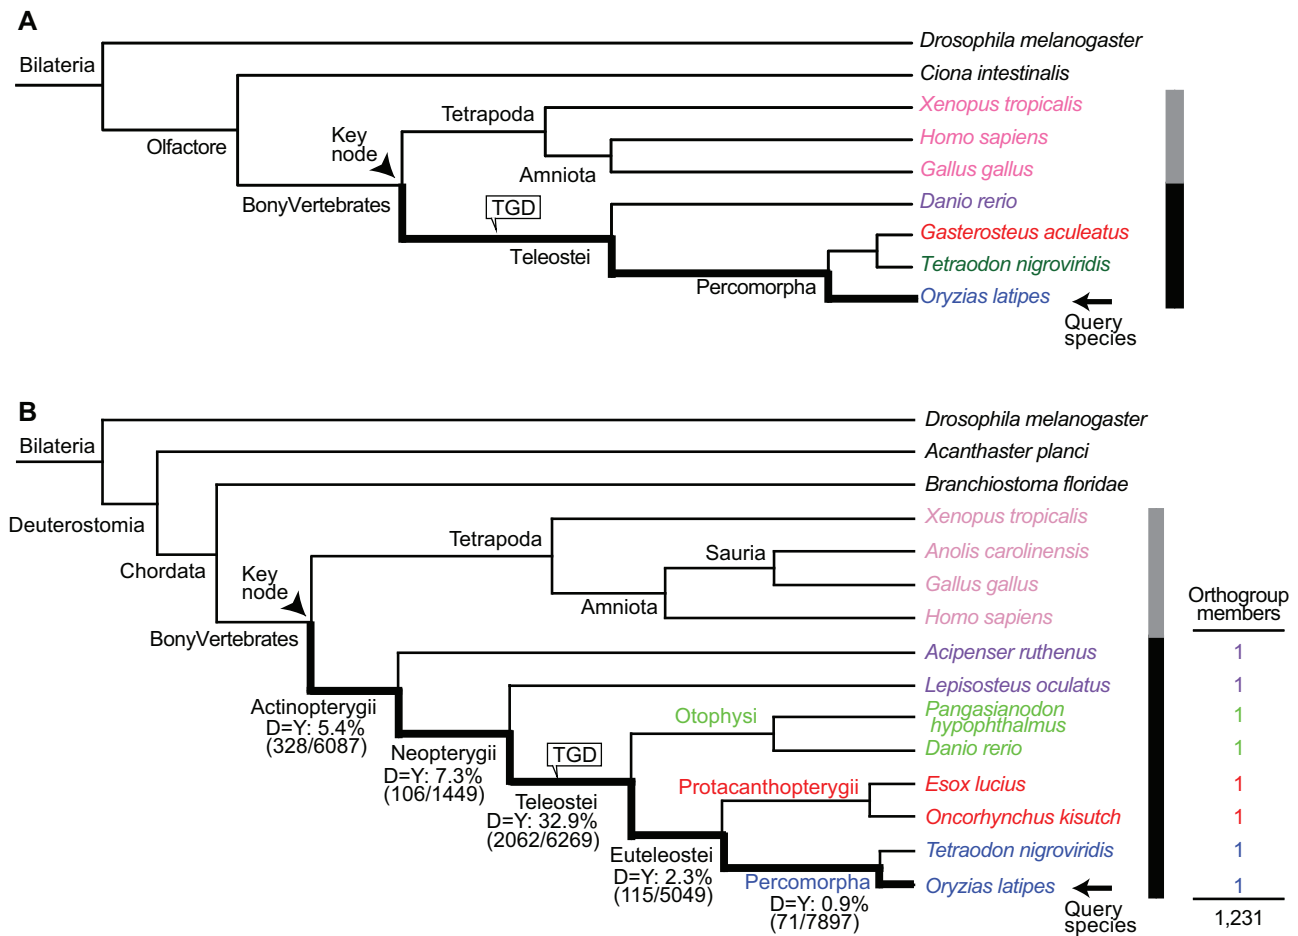 A
Drosophila melanogaster
Bilateria
Ciona intestinalis
Xenopus tropicalis
Tetrapoda
Key
node
Homo sapiens
Olfactore
Amniota
Gallus gallus
BonyVertebrates
TGD
Danio rerio
Gasterosteus aculeatus
Teleostei
Tetraodon nigroviridis
Percomorpha
Oryzias latipes
Query
species
B
Drosophila melanogaster
Bilateria
Acanthaster planci
Branchiostoma floridae
Deuterostomia
Xenopus tropicalis
Tetrapoda
Sauria
Anolis carolinensis
Chordata
Key
node
Gallus gallus
Amniota
Homo sapiens
Orthogroup
members
BonyVertebrates
Acipenser ruthenus
1
Lepisosteus oculatus
1
Actinopterygii
D=Y: 5.4%
(328/6087)
Otophysi
Pangasianodon
hypophthalmus
1
Danio rerio
1
Neopterygii
D=Y: 7.3%
(106/1449)
TGD
Protacanthopterygii
Esox lucius
1
Teleostei
D=Y: 32.9%
(2062/6269)
Oncorhynchus kisutch
1
Euteleostei
D=Y: 2.3%
(115/5049)
Tetraodon nigroviridis
1
Percomorpha
D=Y: 0.9%
(71/7897)
Oryzias latipes
1
Query
species
1,231